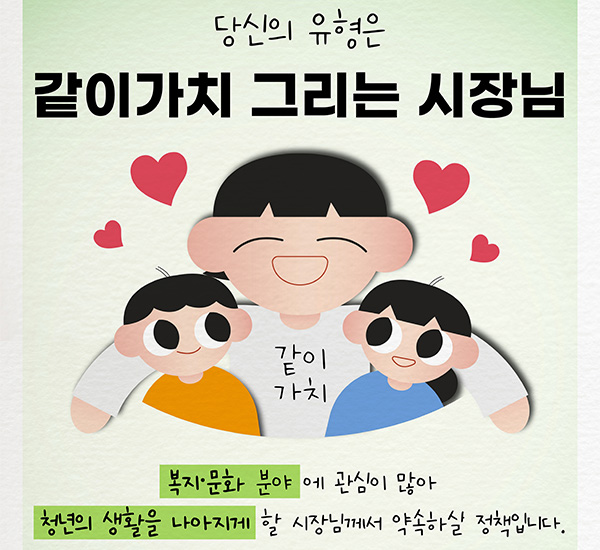 당신의 유형은
같이가치 그리는 시장님
같이
가치
복지·문화 분야에 관심이 많아
청년의 생활을 나아지게 할 시장님께서 약속하실 정책입니다.